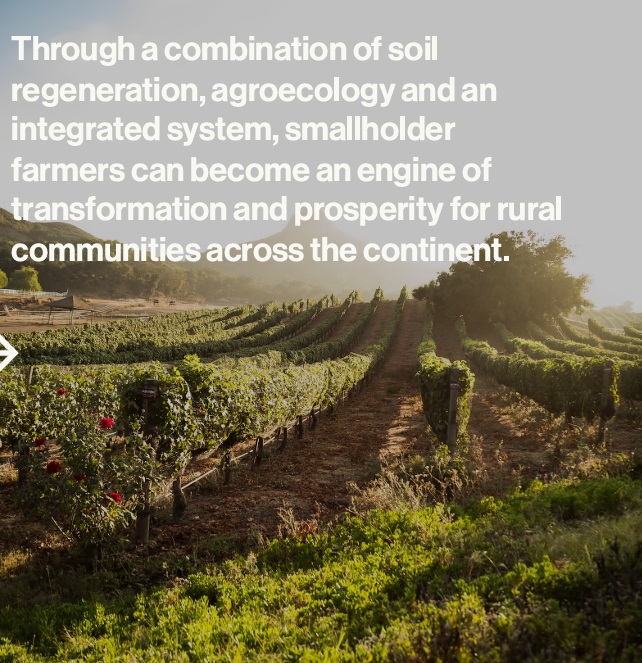 Through a combination of soil
regeneration, agroecology and an
integrated system, smallholder
farmers can become an engine of
transformation and prosperity for rural
communities across the continent.